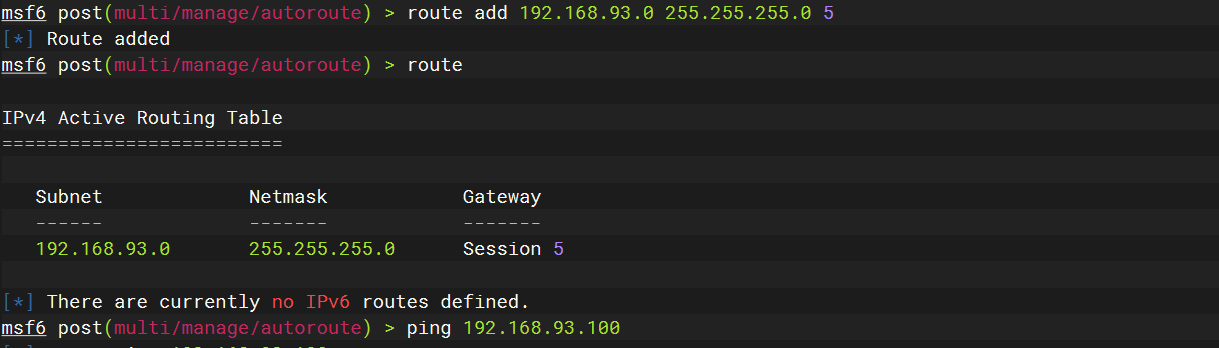 msf6 post(multi/manage/autoroute) > route add 192.168.93.0 255.255.255.0 5
[*] Route added
msf6 post(multi/manage/autoroute) > route
IPv4 Active Routing Table
=========================
Subnet Netmask Gateway
------ ------- -------
192.168.93.0 255.255.255.0 Session 5
[*] There are currently no IPv6 routes defined.
msf6 post(multi/manage/autoroute) > ping 192.168.93.100